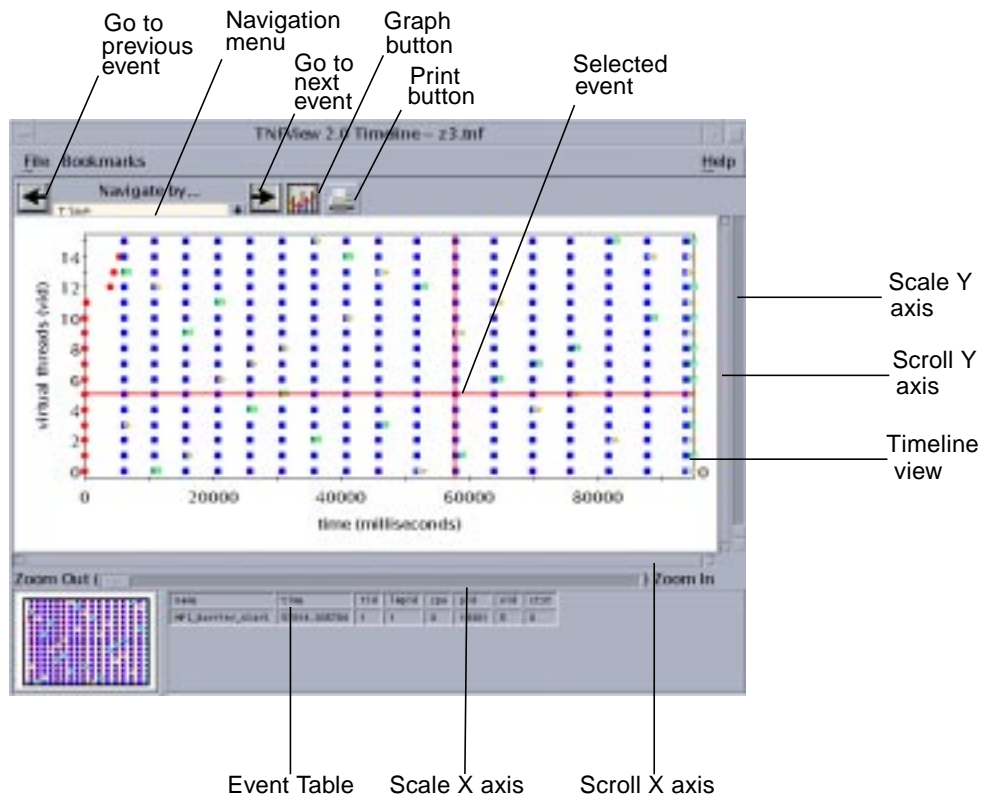 Go to
previous
event
Navigation
menu
Go to
next
event
Graph
button
Print
button
Selected
event
TNFView 2.0 Timeline – z3.tnf
File Bookmarks
Help
Navigate by...
time
virtual threads (vid)
14
12
10
8
6
4
2
0
0
0 20000 40000 60000 80000
time (milliseconds)
Scale Y
axis
Scroll Y
axis
Timeline
view
Zoom Out
Zoom In
name time tid lwpid cpu pid vid
Event Table
Scale X axis
Scroll X axis